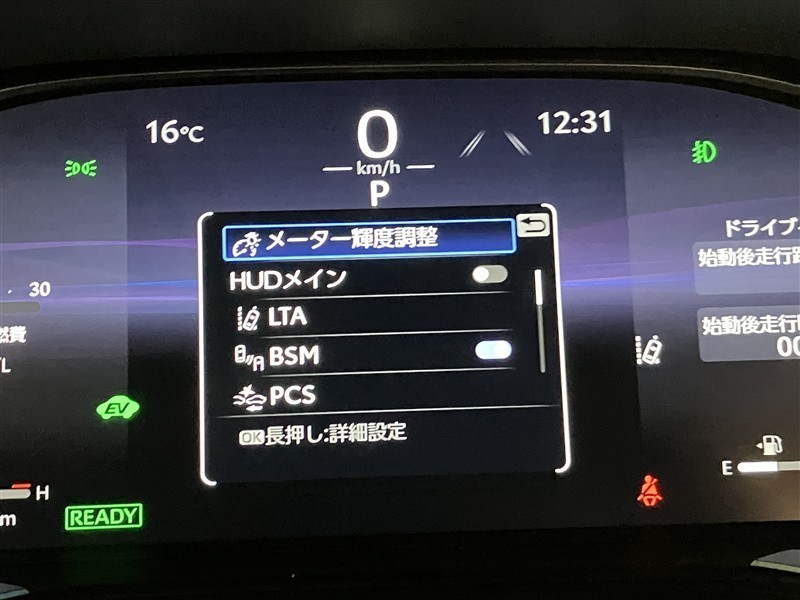 16℃
0
km/h
P
12:31
メーター輝度調整
HUDメイン
LTA
BSM
PCS
OK長押し:詳細設定
30
燃費
/L
EV
H
m
READY
ドライブ
始動後走行
始動後走行
00
E